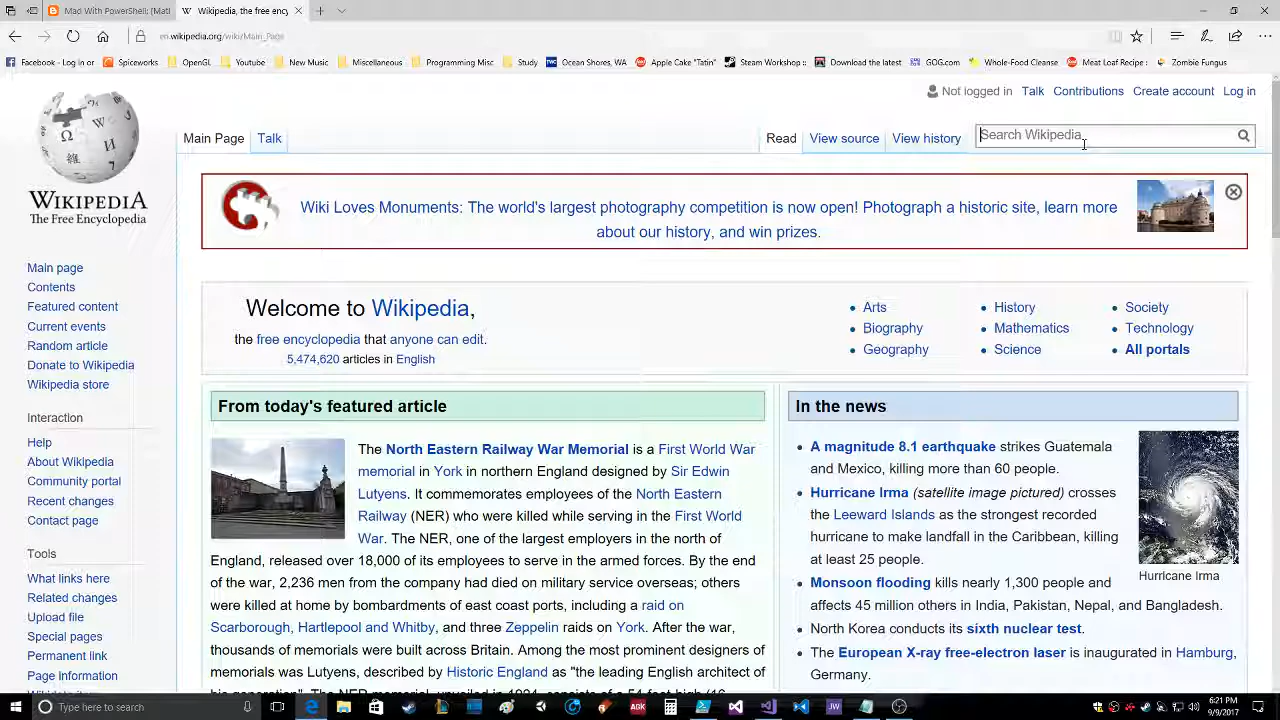 Mad With PowerShell: (Matl
Wikipedia, the free ency
en.wikipedia.org/wiki/Main_Page
Facebook - Log in or
Spiceworks
OpenGL
Youtube
New Music
Miscellaneous
Programming Misc
Study
Ocean Shores, WA
Apple Cake "Tatin"
Steam Workshop ::
Download the latest
GOG.com
Whole-Food Cleanse
Meat Loaf Recipe :
Zombie Fungus
Not logged in Talk Contributions Create account Log in
Main Page Talk Read View source View history Search Wikipedia
WIKIPEDIA
The Free Encyclopedia
Main page
Contents
Featured content
Current events
Random article
Donate to Wikipedia
Wikipedia store
Interaction
Help
About Wikipedia
Community portal
Recent changes
Contact page
Tools
What links here
Related changes
Upload file
Special pages
Permanent link
Page information
Wiki Loves Monuments: The world's largest photography competition is now open! Photograph a historic site, learn more
about our history, and win prizes.
Welcome to Wikipedia,
the free encyclopedia that anyone can edit.
5,474,620 articles in English
Arts
Biography
Geography
History
Mathematics
Science
Society
Technology
All portals
From today's featured article
The North Eastern Railway War Memorial is a First World War
memorial in York in northern England designed by Sir Edwin
Lutyens. It commemorates employees of the North Eastern
Railway (NER) who were killed while serving in the First World
War. The NER, one of the largest employers in the north of
England, released over 18,000 of its employees to serve in the armed forces. By the end
of the war, 2,236 men from the company had died on military service overseas; others
were killed at home by bombardments of east coast ports, including a raid on
Scarborough, Hartlepool and Whitby, and three Zeppelin raids on York. After the war,
thousands of memorials were built across Britain. Among the most prominent designers of
memorials was Lutyens, described by Historic England as "the leading English architect of
In the news
A magnitude 8.1 earthquake strikes Guatemala
and Mexico, killing more than 60 people.
Hurricane Irma (satellite image pictured) crosses
the Leeward Islands as the strongest recorded
hurricane to make landfall in the Caribbean, killing
at least 25 people.
Hurricane Irma
Monsoon flooding kills nearly 1,300 people and
affects 45 million others in India, Pakistan, Nepal, and Bangladesh.
North Korea conducts its sixth nuclear test.
The European X-ray free-electron laser is inaugurated in Hamburg,
Germany.
Type here to search
AGK
JW
6:21 PM
9/9/2017